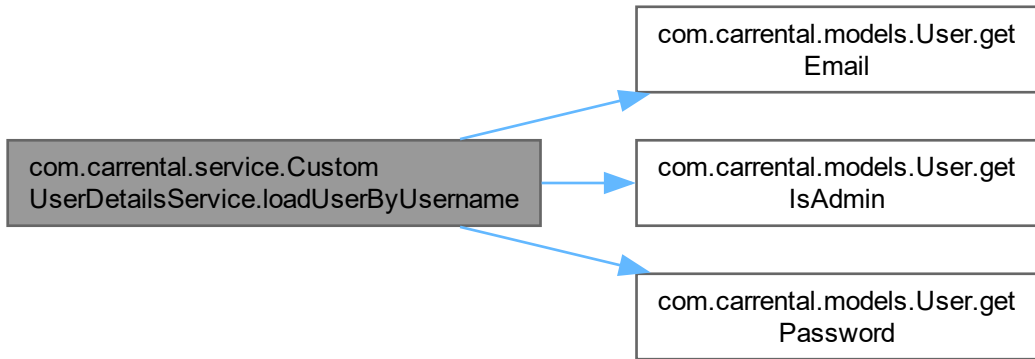 com.carrental.models.User.get
Email
com.carrental.service.Custom
UserDetailsService.loadUserByUsername
com.carrental.models.User.get
IsAdmin
com.carrental.models.User.get
Password